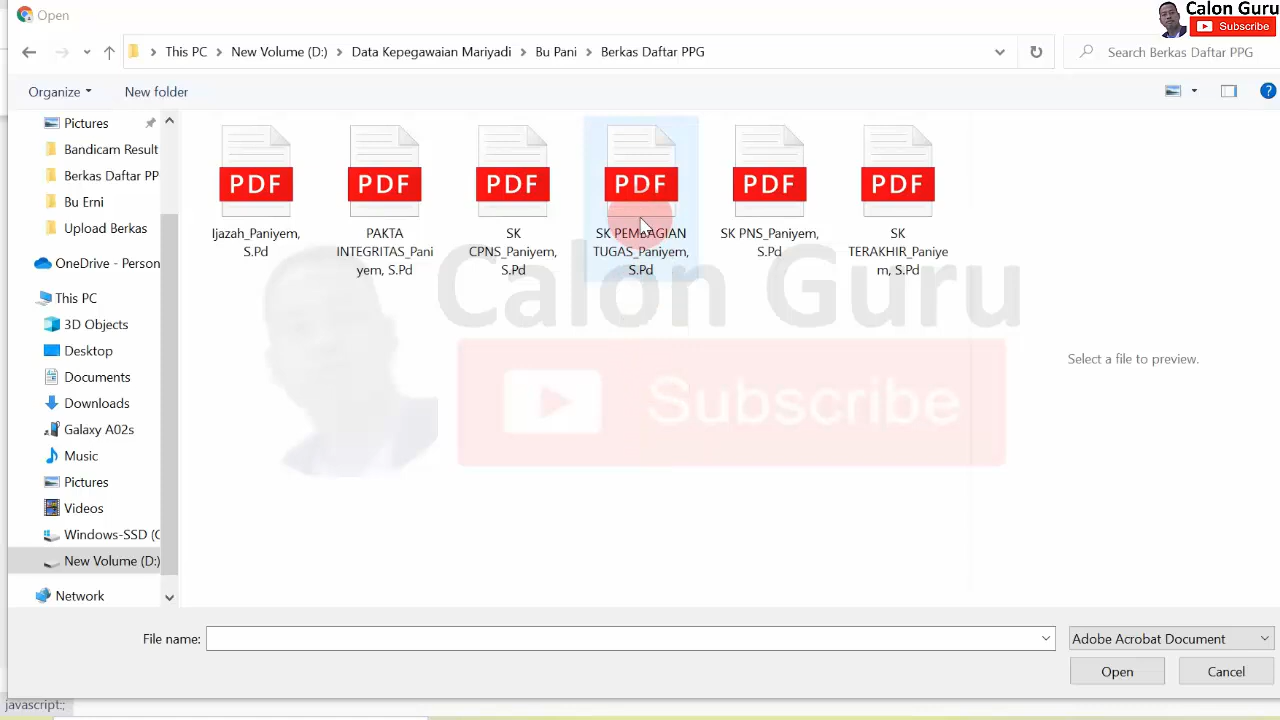 Open
Calon Guru
Subscribe
This PC
New Volume (D:)
Data Kepegawaian Mariyadi
Bu Pani
Berkas Daftar PPG
Search Berkas Daftar PPG
Organize
New folder
?
Pictures
Bandicam Result
Berkas Daftar PP
Bu Erni
Upload Berkas
OneDrive - Person
This PC
3D Objects
Desktop
Documents
Downloads
Galaxy A02s
Music
Pictures
Videos
Windows-SSD (C
New Volume (D:)
Network
PDF
Ijazah_Paniyem,
S.Pd
PDF
PAKTA
INTEGRITAS_Pani
yem, S.Pd
PDF
SK
CPNS_Paniyem,
S.Pd
PDF
SK PEMBAGIAN
TUGAS_Paniyem,
S.Pd
PDF
SK PNS_Paniyem,
S.Pd
PDF
SK
TERAKHIR_Paniye
m, S.Pd
Calon Guru
Subscribe
Select a file to preview.
File name:
Adobe Acrobat Document
Open
Cancel
javascript:;